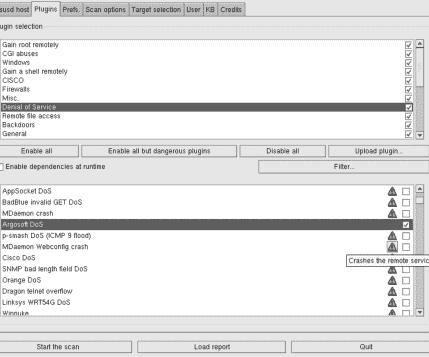 susd host Plugins Prefs. Scan options Target selection User KB Credits
ugin selection
Gain root remotely
CGI abuses
Windows
Gain a shell remotely
CISCO
Firewalls
Misc.
Denial of Service
Remote file access
Backdoors
General
Enable all Enable all but dangerous plugins Disable all Upload plugin...
Enable dependencies at runtime Filter...
AppSocket DoS
BadBlue invalid GET DoS
MDaemon crash
Argosoft DoS
p-smash DoS (ICMP 9 flood)
MDaemon Webconfig crash
Cisco DoS
Crashes the remote servic
SNMP bad length field DoS
Orange DoS
Dragon telnet overflow
Linksys WRT54G DoS
Winnuke
Start the scan Load report Quit